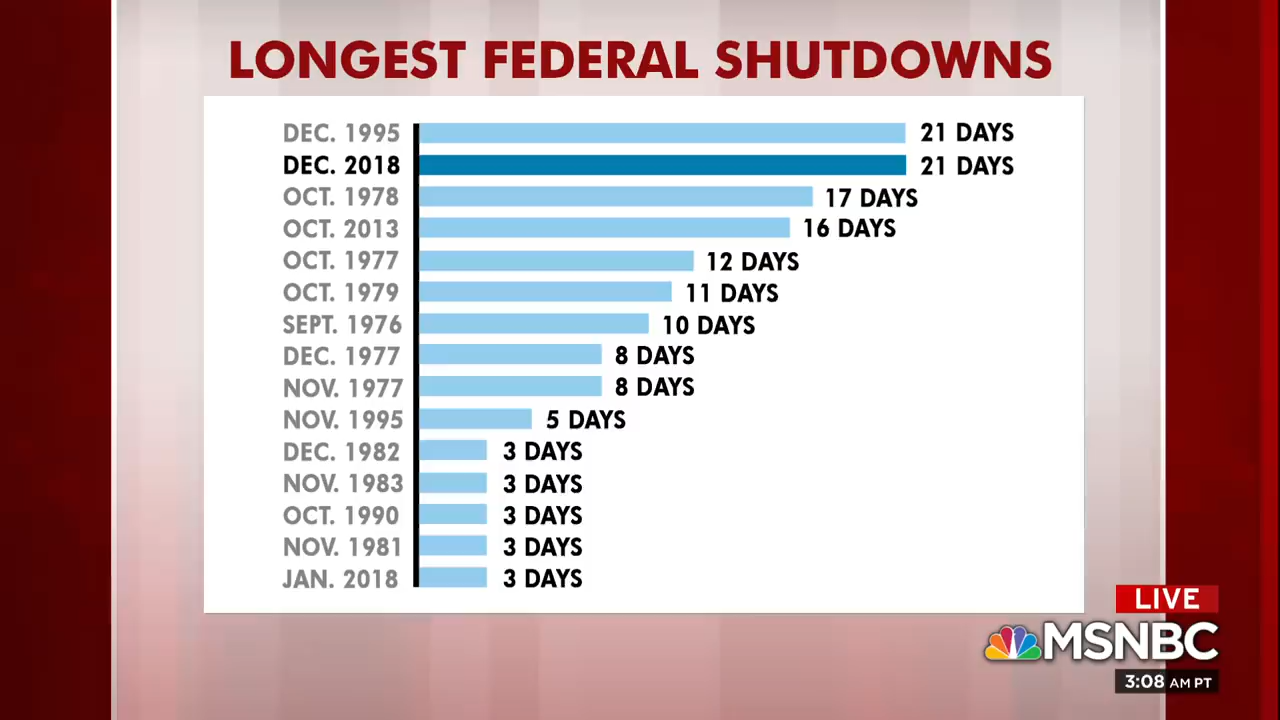 LONGEST FEDERAL SHUTDOWNS
DEC. 1995 21 DAYS
DEC. 2018 21 DAYS
OCT. 1978 17 DAYS
OCT. 2013 16 DAYS
OCT. 1977 12 DAYS
OCT. 1979 11 DAYS
SEPT. 1976 10 DAYS
DEC. 1977 8 DAYS
NOV. 1977 8 DAYS
NOV. 1995 5 DAYS
DEC. 1982 3 DAYS
NOV. 1983 3 DAYS
OCT. 1990 3 DAYS
NOV. 1981 3 DAYS
JAN. 2018 3 DAYS
LIVE
MSNBC
3:08 AM PT